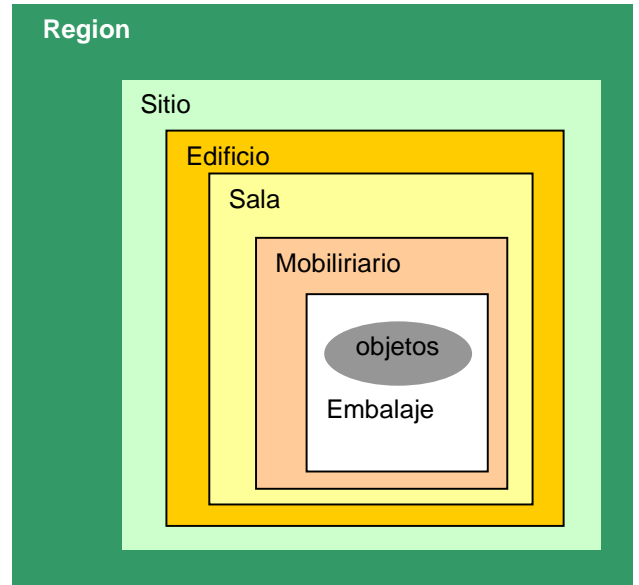 Region
Sitio
Edificio
Sala
Mobiliriario
objetos
Embalaje